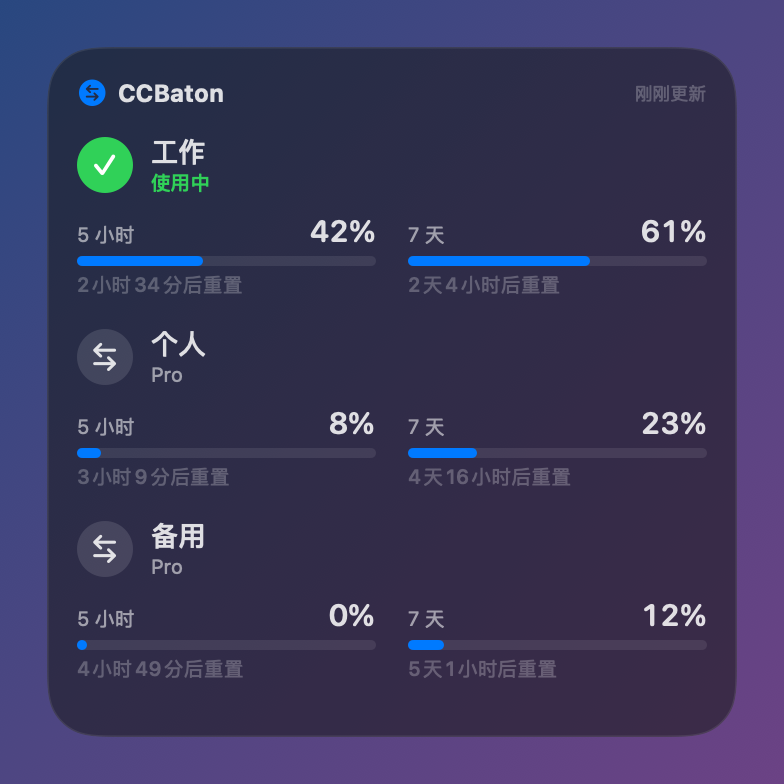 CCBaton
刚刚更新
工作
使用中
5 小时 42%
7 天 61%
2小时34分后重置
2天4小时后重置
个人
Pro
5 小时 8%
7 天 23%
3小时9分后重置
4天16小时后重置
备用
Pro
5 小时 0%
7 天 12%
4小时49分后重置
5天1小时后重置